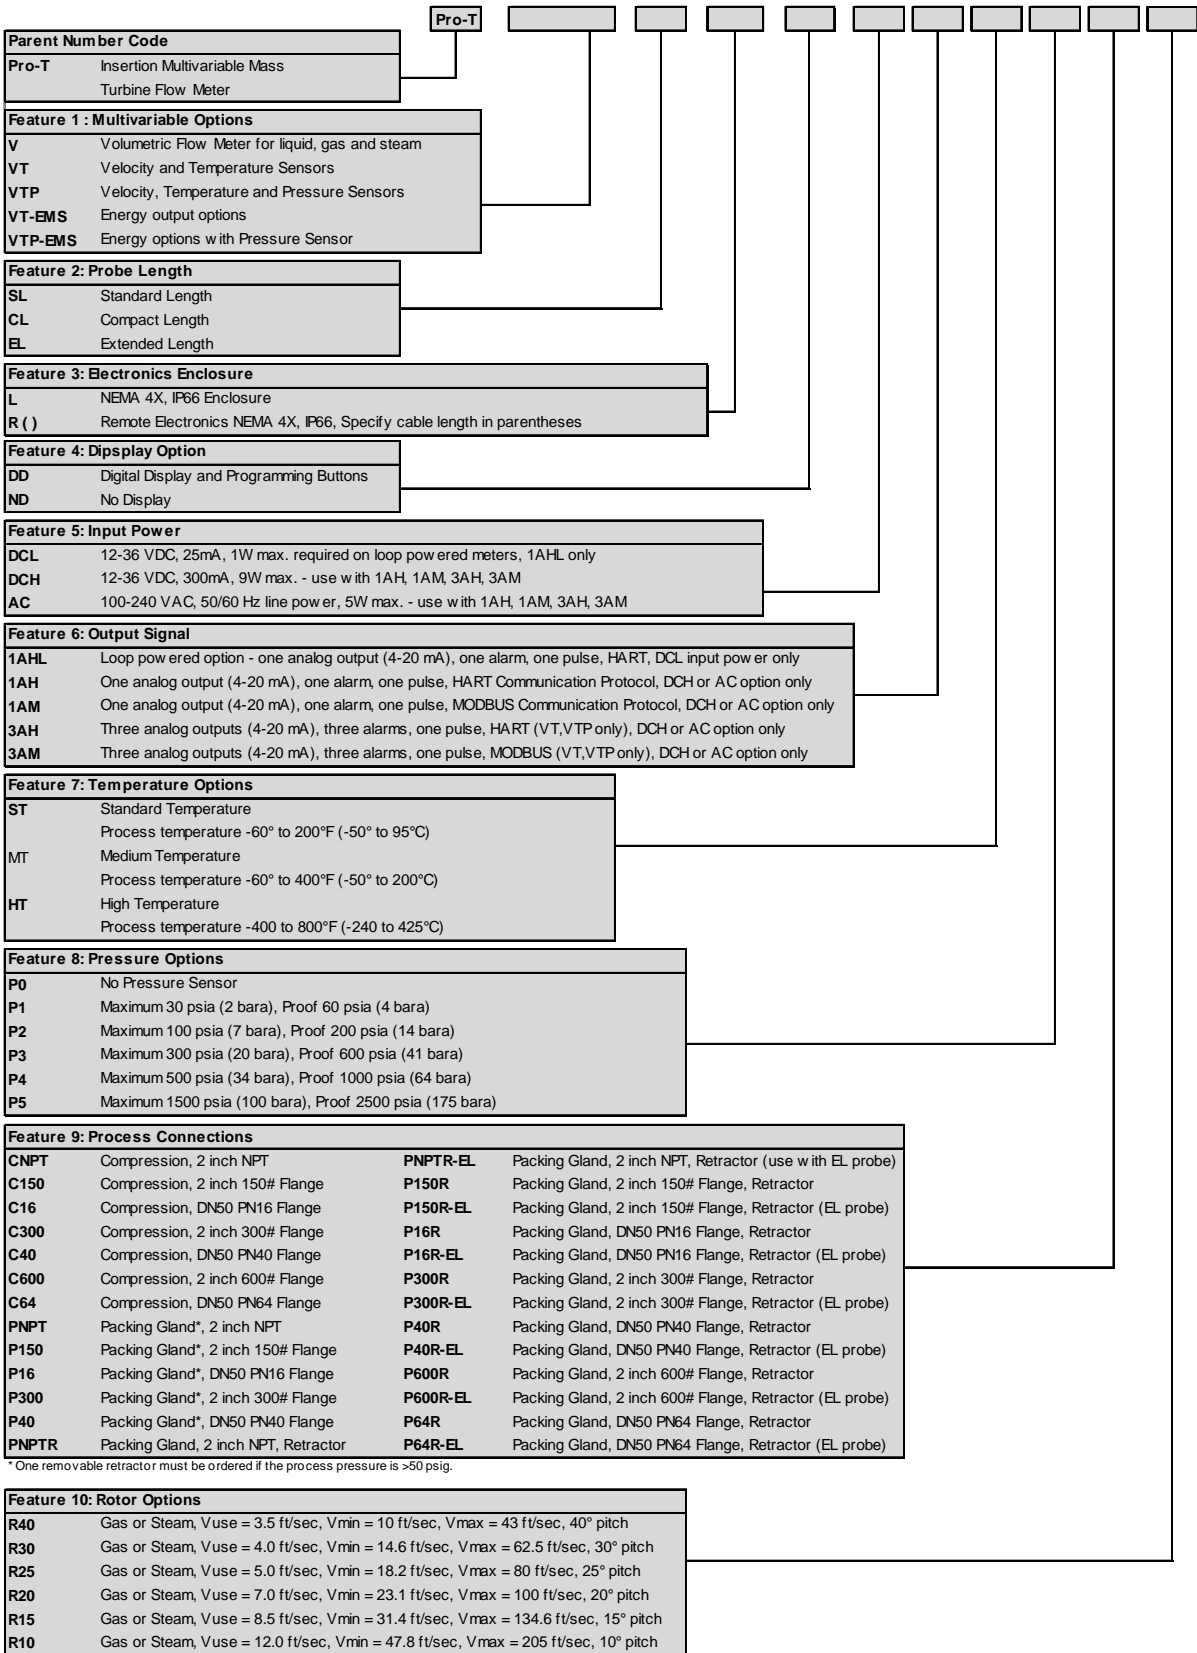 Pro-T
Parent Number Code
Pro-T Insertion Multivariable Mass
Turbine Flow Meter
Feature 1 : Multivariable Options
V Volumetric Flow Meter for liquid, gas and steam
VT Velocity and Temperature Sensors
VTP Velocity, Temperature and Pressure Sensors
VT-EMS Energy output options
VTP-EMS Energy options with Pressure Sensor
Feature 2: Probe Length
SL Standard Length
CL Compact Length
EL Extended Length
Feature 3: Electronics Enclosure
L NEMA 4X, IP66 Enclosure
R ( ) Remote Electronics NEMA 4X, IP66, Specify cable length in parentheses
Feature 4: Dipsplay Option
DD Digital Display and Programming Buttons
ND No Display
Feature 5: Input Power
DCL 12-36 VDC, 25mA, 1W max. required on loop powered meters, 1AHL only
DCH 12-36 VDC, 300mA, 9W max. - use with 1AH, 1AM, 3AH, 3AM
AC 100-240 VAC, 50/60 Hz line power, 5W max. - use with 1AH, 1AM, 3AH, 3AM
Feature 6: Output Signal
1AHL Loop powered option - one analog output (4-20 mA), one alarm, one pulse, HART, DCL input power only
1AH One analog output (4-20 mA), one alarm, one pulse, HART Communication Protocol, DCH or AC option only
1AM One analog output (4-20 mA), one alarm, one pulse, MODBUS Communication Protocol, DCH or AC option only
3AH Three analog outputs (4-20 mA), three alarms, one pulse, HART (VT,VTP only), DCH or AC option only
3AM Three analog outputs (4-20 mA), three alarms, one pulse, MODBUS (VT,VTP only), DCH or AC option only
Feature 7: Temperature Options
ST Standard Temperature
Process temperature -60° to 200°F (-50° to 95°C)
MT Medium Temperature
Process temperature -60° to 400°F (-50° to 200°C)
HT High Temperature
Process temperature -400 to 800°F (-240 to 425°C)
Feature 8: Pressure Options
P0 No Pressure Sensor
P1 Maximum 30 psia (2 bara), Proof 60 psia (4 bara)
P2 Maximum 100 psia (7 bara), Proof 200 psia (14 bara)
P3 Maximum 300 psia (20 bara), Proof 600 psia (41 bara)
P4 Maximum 500 psia (34 bara), Proof 1000 psia (64 bara)
P5 Maximum 1500 psia (100 bara), Proof 2500 psia (175 bara)
Feature 9: Process Connections
CNPT Compression, 2 inch NPT PNPTR-EL Packing Gland, 2 inch NPT, Retractor (use with EL probe)
C150 Compression, 2 inch 150# Flange P150R Packing Gland, 2 inch 150# Flange, Retractor
C16 Compression, DN50 PN16 Flange P150R-EL Packing Gland, 2 inch 150# Flange, Retractor (EL probe)
C300 Compression, 2 inch 300# Flange P16R Packing Gland, DN50 PN16 Flange, Retractor
C40 Compression, DN50 PN40 Flange P16R-EL Packing Gland, DN50 PN16 Flange, Retractor (EL probe)
C600 Compression, 2 inch 600# Flange P300R Packing Gland, 2 inch 300# Flange, Retractor
C64 Compression, DN50 PN64 Flange P300R-EL Packing Gland, 2 inch 300# Flange, Retractor (EL probe)
PNPT Packing Gland*, 2 inch NPT P40R Packing Gland, DN50 PN40 Flange, Retractor
P150 Packing Gland*, 2 inch 150# Flange P40R-EL Packing Gland, DN50 PN40 Flange, Retractor (EL probe)
P16 Packing Gland*, DN50 PN16 Flange P600R Packing Gland, 2 inch 600# Flange, Retractor
P300 Packing Gland*, 2 inch 300# Flange P600R-EL Packing Gland, 2 inch 600# Flange, Retractor (EL probe)
P40 Packing Gland*, DN50 PN40 Flange P64R Packing Gland, DN50 PN64 Flange, Retractor
PNPTR Packing Gland, 2 inch NPT, Retractor P64R-EL Packing Gland, DN50 PN64 Flange, Retractor (EL probe)
* One removable retractor must be ordered if the process pressure is >50 psig.
Feature 10: Rotor Options
R40 Gas or Steam, Vuse = 3.5 ft/sec, Vmin = 10 ft/sec, Vmax = 43 ft/sec, 40° pitch
R30 Gas or Steam, Vuse = 4.0 ft/sec, Vmin = 14.6 ft/sec, Vmax = 62.5 ft/sec, 30° pitch
R25 Gas or Steam, Vuse = 5.0 ft/sec, Vmin = 18.2 ft/sec, Vmax = 80 ft/sec, 25° pitch
R20 Gas or Steam, Vuse = 7.0 ft/sec, Vmin = 23.1 ft/sec, Vmax = 100 ft/sec, 20° pitch
R15 Gas or Steam, Vuse = 8.5 ft/sec, Vmin = 31.4 ft/sec, Vmax = 134.6 ft/sec, 15° pitch
R10 Gas or Steam, Vuse = 12.0 ft/sec, Vmin = 47.8 ft/sec, Vmax = 205 ft/sec, 10° pitch